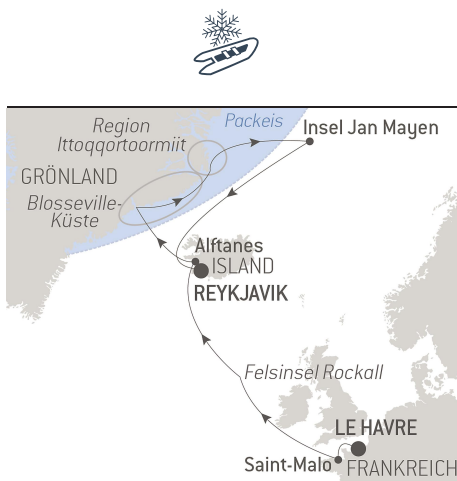 Packeis
Region
Ittoqqortoormiit
Insel Jan Mayen
GRÖNLAND
Blosseville-
Küste
Alftanes
ISLAND
REYKJAVIK
Felsinsel Rockall
LE HAVRE
Saint-Malo
FRANKREICH